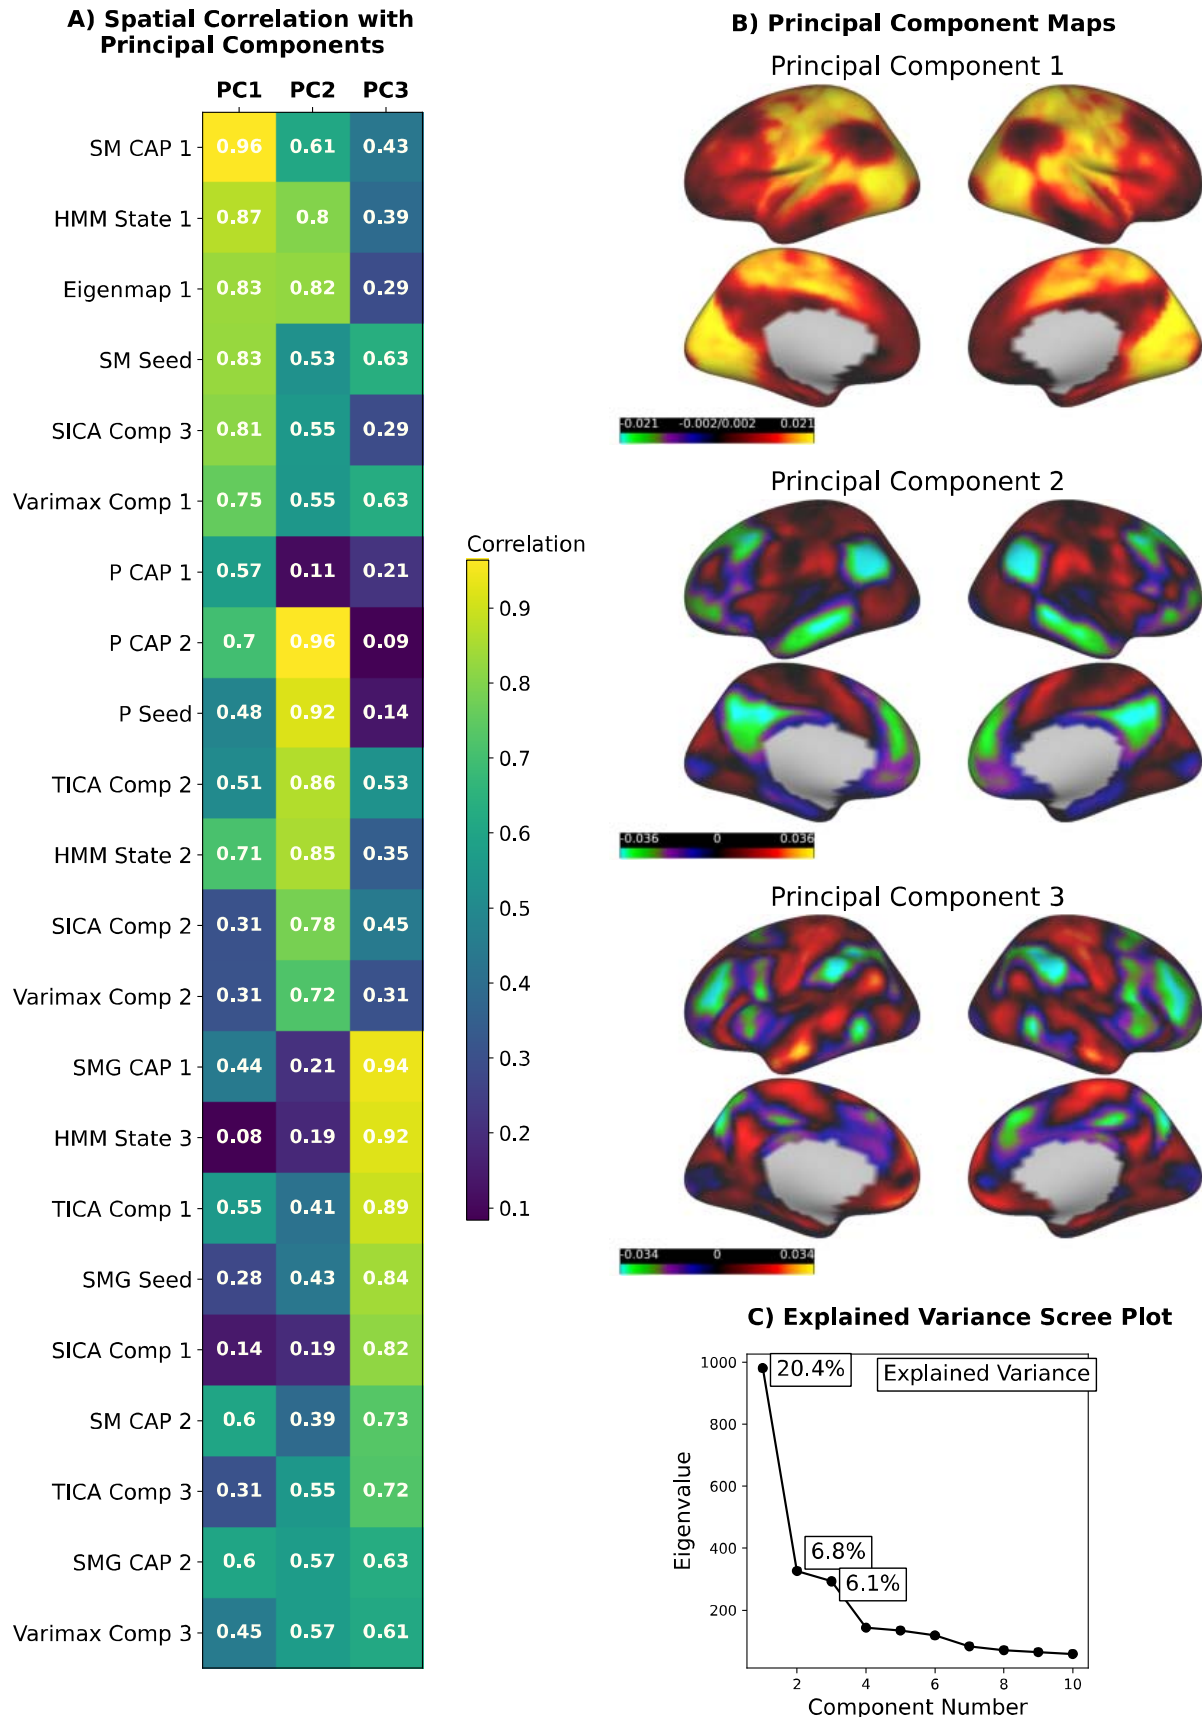 A) Spatial Correlation with
Principal Components
PC1 PC2 PC3
SM CAP 1 0.96 0.61 0.43
HMM State 1 0.87 0.8 0.39
Eigenmap 1 0.83 0.82 0.29
SM Seed 0.83 0.53 0.63
SICA Comp 3 0.81 0.55 0.29
Varimax Comp 1 0.75 0.55 0.63
P CAP 1 0.57 0.11 0.21
P CAP 2 0.7 0.96 0.09
P Seed 0.48 0.92 0.14
TICA Comp 2 0.51 0.86 0.53
HMM State 2 0.71 0.85 0.35
SICA Comp 2 0.31 0.78 0.45
Varimax Comp 2 0.31 0.72 0.31
SMG CAP 1 0.44 0.21 0.94
HMM State 3 0.08 0.19 0.92
TICA Comp 1 0.55 0.41 0.89
SMG Seed 0.28 0.43 0.84
SICA Comp 1 0.14 0.19 0.82
SM CAP 2 0.6 0.39 0.73
TICA Comp 3 0.31 0.55 0.72
SMG CAP 2 0.6 0.57 0.63
Varimax Comp 3 0.45 0.57 0.61
Correlation
0.9
0.8
0.7
0.6
0.5
0.4
0.3
0.2
0.1
B) Principal Component Maps
Principal Component 1
-0.021 -0.002/0.002 0.021
Principal Component 2
-0.036 0 0.036
Principal Component 3
-0.034 0 0.034
C) Explained Variance Scree Plot
Explained Variance
20.4%
6.8%
6.1%
Eigenvalue
1000
800
600
400
200
2 4 6 8 10
Component Number